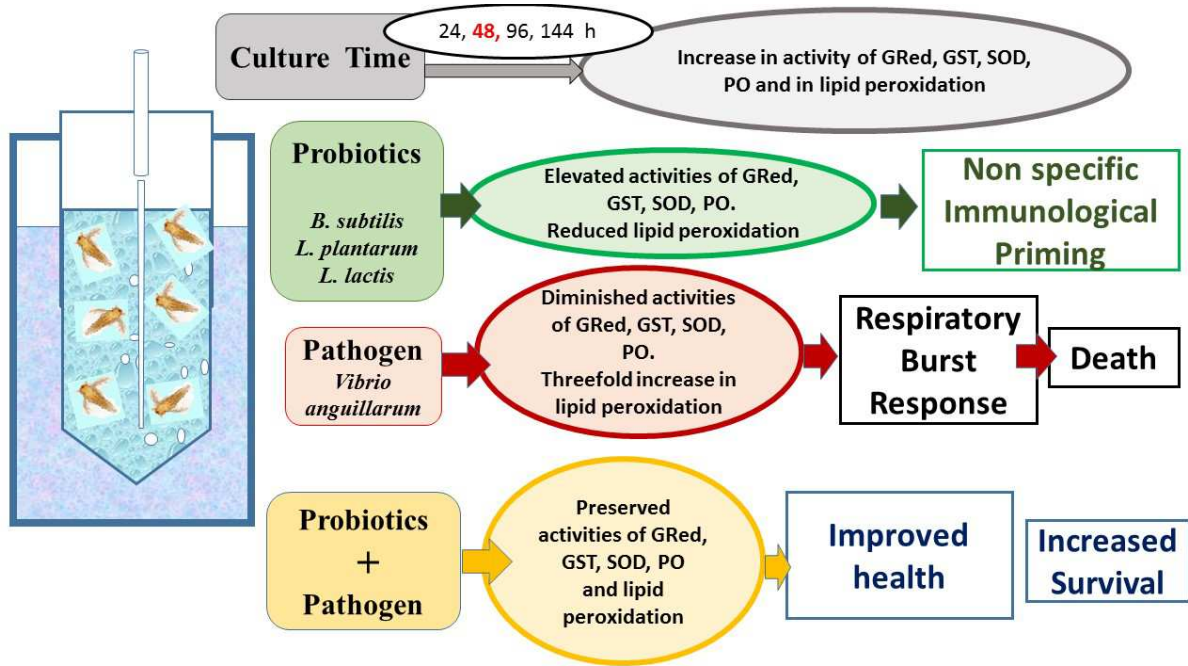 24, 48, 96, 144 h
Culture Time
Increase in activity of GRed, GST, SOD,
PO and in lipid peroxidation
Probiotics
B. subtilis
L. plantarum
L. lactis
Elevated activities of GRed,
GST, SOD, PO.
Reduced lipid peroxidation
Non specific
Immunological
Priming
Pathogen
Vibrio
anguillarum
Diminished activities
of GRed, GST, SOD,
PO.
Threefold increase in
lipid peroxidation
Respiratory
Burst
Response
Death
Probiotics
+
Pathogen
Preserved
activities of GRed,
GST, SOD, PO
and lipid
peroxidation
Improved
health
Increased
Survival